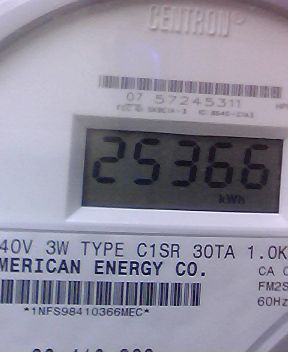 CENTRON®
07 57245311
25366
kWh
40V 3W TYPE C1SR 30TA 1.0K
MERICAN ENERGY CO.
CA 0
FM2S
60Hz
*1NFS98410366MEC*